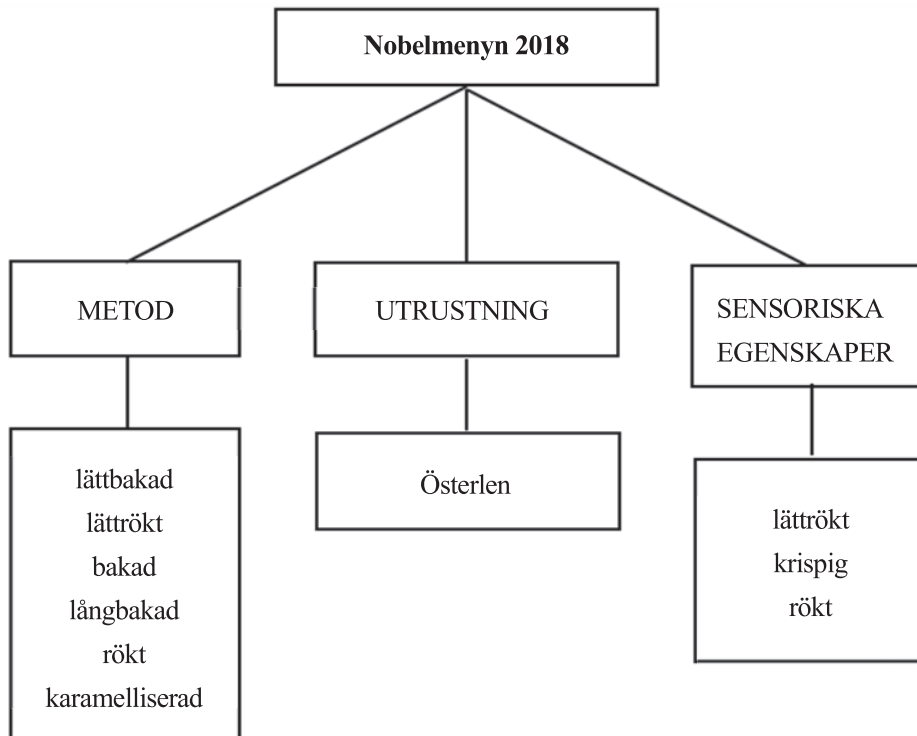 Nobelmenyn 2018
METOD
UTRUSTNING
SENSORISKA
EGENSKAPER
lättbakad
lättrökt
bakad
långbakad
rökt
karamelliserad
Österlen
lättrökt
krispig
rökt